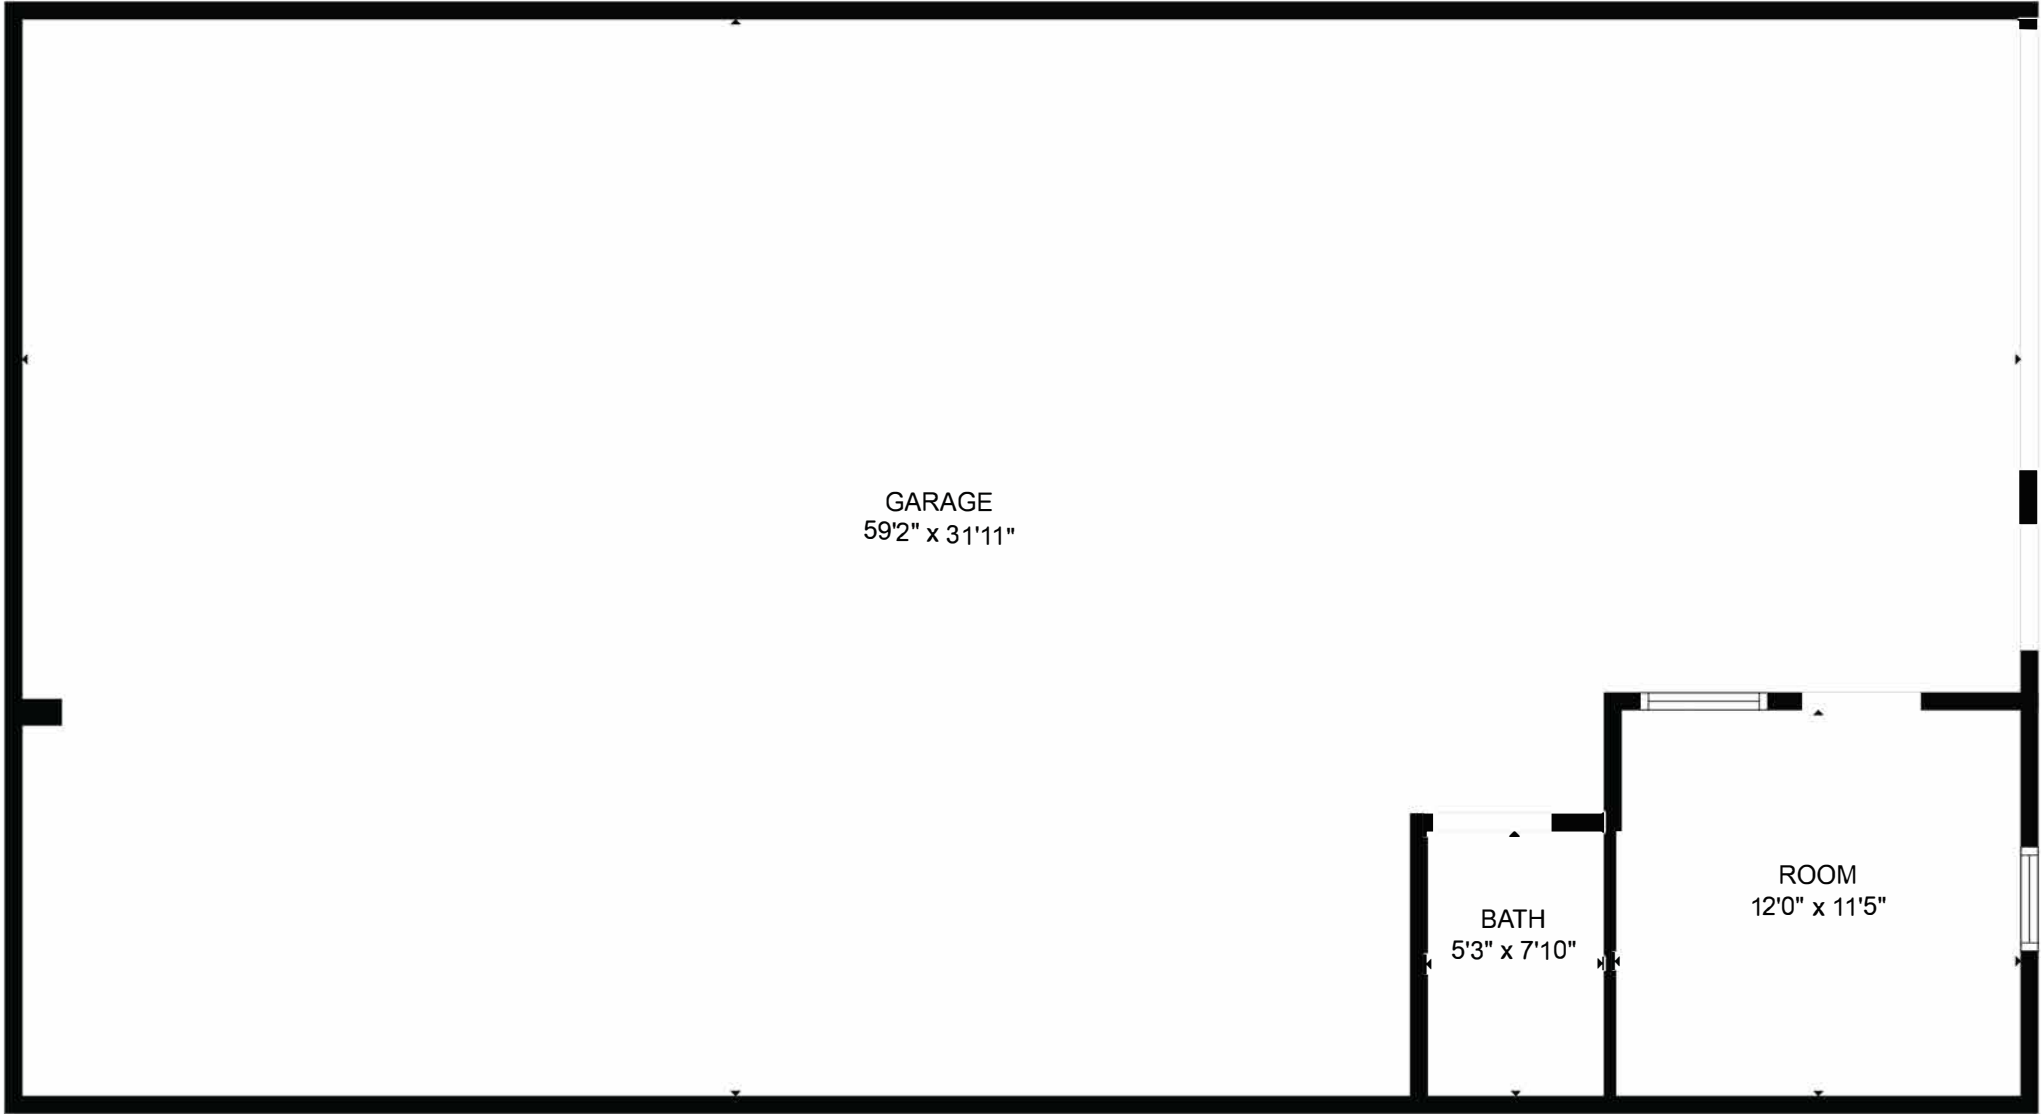 GARAGE
59'2" x 31'11"
ROOM
12'0" x 11'5"
BATH
5'3" x 7'10"